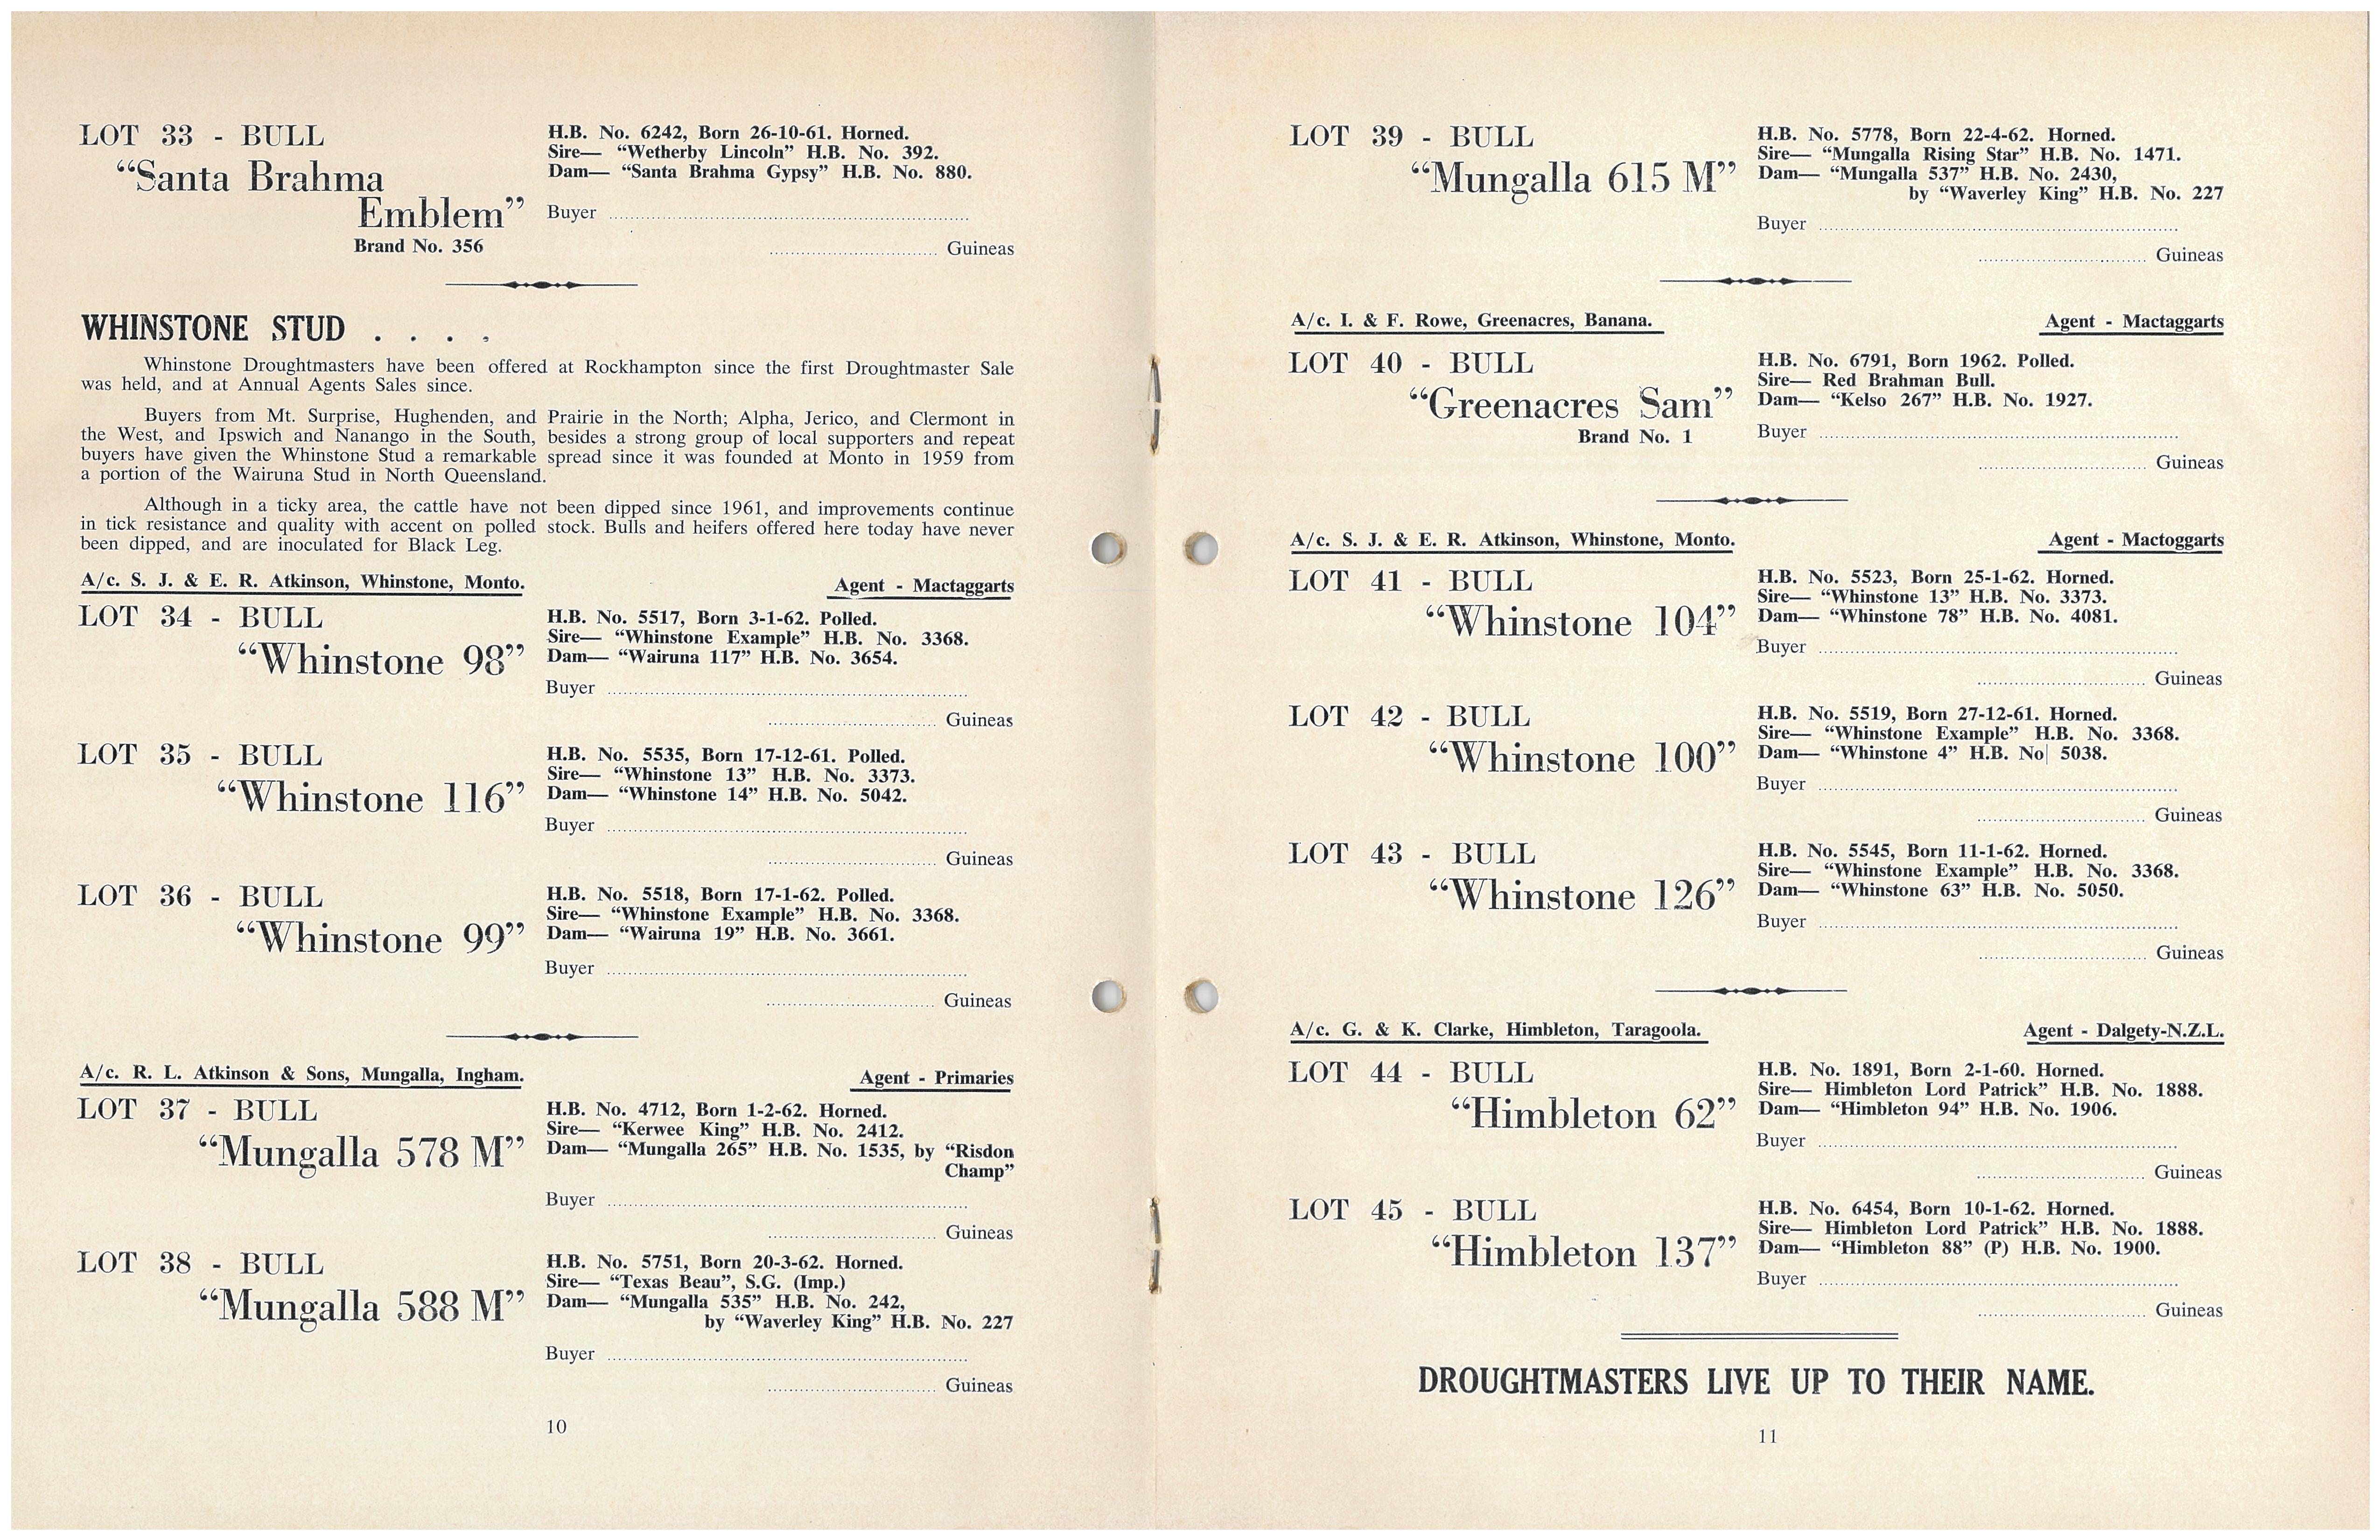 LOT 33 - BULL
“Santa Brahma
Emblem”
Brand No. 356
H.B. No. 6242, Born 26-10-61. Horned.
Sire— “Wetherby Lincoln” H.B. No. 392.
Dam— “Santa Brahma Gypsy” H.B. No. 880.
Buyer
Guineas
WHINSTONE STUD . . . .
Whinstone Droughtmasters have been offered at Rockhampton since the first Droughtmaster Sale
was held, and at Annual Agents Sales since.
Buyers from Mt. Surprise, Hughenden, and Prairie in the North; Alpha, Jerico, and Clermont in
the West, and Ipswich and Nanango in the South, besides a strong group of local supporters and repeat
buyers have given the Whinstone Stud a remarkable spread since it was founded at Monto in 1959 from
a portion of the Wairuna Stud in North Queensland.
Although in a ticky area, the cattle have not been dipped since 1961, and improvements continue
in tick resistance and quality with accent on polled stock. Bulls and heifers offered here today have never
been dipped, and are inoculated for Black Leg.
A/c. S. J. & E. R. Atkinson, Whinstone, Monto. Agent - Mactaggarts
LOT 34 - BULL
“Whinstone 98”
H.B. No. 5517, Born 3-1-62. Polled.
Sire— “Whinstone Example” H.B. No. 3368.
Dam— “Wairuna 117” H.B. No. 3654.
Buyer
Guineas
LOT 35 - BULL
“Whinstone 116”
H.B. No. 5535, Born 17-12-61. Polled.
Sire— “Whinstone 13” H.B. No. 3373.
Dam— “Whinstone 14” H.B. No. 5042.
Buyer
Guineas
LOT 36 - BULL
“Whinstone 99”
H.B. No. 5518, Born 17-1-62. Polled.
Sire— “Whinstone Example” H.B. No. 3368.
Dam— “Wairuna 19” H.B. No. 3661.
Buyer
Guineas
A/c. R. L. Atkinson & Sons, Mungalla, Ingham. Agent - Primaries
LOT 37 - BULL
“Mungalla 578 M”
H.B. No. 4712, Born 1-2-62. Horned.
Sire— “Kerwee King” H.B. No. 2412.
Dam— “Mungalla 265” H.B. No. 1535, by “Risdon
Champ”
Buyer
Guineas
LOT 38 - BULL
“Mungalla 588 M”
H.B. No. 5751, Born 20-3-62. Horned.
Sire— “Texas Beau”, S.G. (Imp.)
Dam— “Mungalla 535” H.B. No. 242,
by “Waverley King” H.B. No. 227
Buyer
Guineas
10
LOT 39 - BULL
“Mungalla 615 M”
H.B. No. 5778, Born 22-4-62. Horned.
Sire— “Mungalla Rising Star” H.B. No. 1471.
Dam— “Mungalla 537” H.B. No. 2430,
by “Waverley King” H.B. No. 227
Buyer
Guineas
A/c. I. & F. Rowe, Greenacres, Banana. Agent - Mactaggarts
LOT 40 - BULL
“Greenacres Sam”
Brand No. 1
H.B. No. 6791, Born 1962. Polled.
Sire— Red Brahman Bull.
Dam— “Kelso 267” H.B. No. 1927.
Buyer
Guineas
A/c. S. J. & E. R. Atkinson, Whinstone, Monto. Agent - Mactoggarts
LOT 41 - BULL
“Whinstone 104”
H.B. No. 5523, Born 25-1-62. Horned.
Sire— “Whinstone 13” H.B. No. 3373.
Dam— “Whinstone 78” H.B. No. 4081.
Buyer
Guineas
LOT 42 - BULL
“Whinstone 100”
H.B. No. 5519, Born 27-12-61. Horned.
Sire— “Whinstone Example” H.B. No. 3368.
Dam— “Whinstone 4” H.B. No| 5038.
Buyer
Guineas
LOT 43 - BULL
“Whinstone 126”
H.B. No. 5545, Born 11-1-62. Horned.
Sire— “Whinstone Example” H.B. No. 3368.
Dam— “Whinstone 63” H.B. No. 5050.
Buyer
Guineas
A/c. G. & K. Clarke, Himbleton, Taragoola. Agent - Dalgety-N.Z.L.
LOT 44 - BULL
“Himbleton 62”
H.B. No. 1891, Born 2-1-60. Horned.
Sire— Himbleton Lord Patrick” H.B. No. 1888.
Dam— “Himbleton 94” H.B. No. 1906.
Buyer
Guineas
LOT 45 - BULL
“Himbleton 137”
H.B. No. 6454, Born 10-1-62. Horned.
Sire— Himbleton Lord Patrick” H.B. No. 1888.
Dam— “Himbleton 88” (P) H.B. No. 1900.
Buyer
Guineas
DROUGHTMASTERS LIVE UP TO THEIR NAME.
11